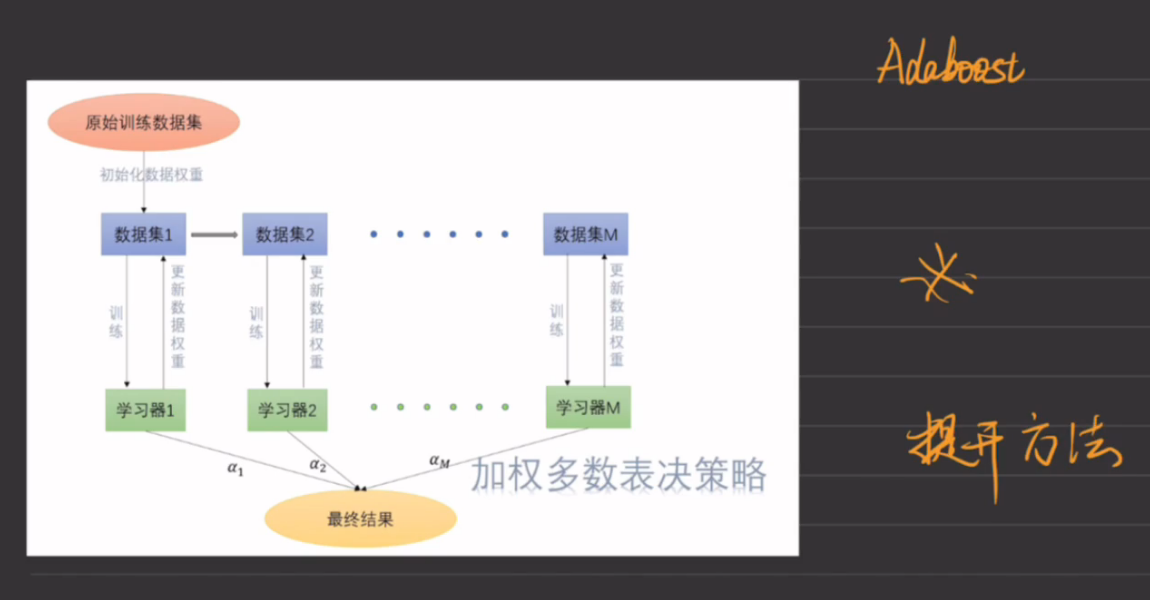 Adaboost
原始训练数据集
初始化数据权重
数据集1
数据集2
数据集M
训练
更新数据权重
训练
更新数据权重
训练
更新数据权重
学习器1
学习器2
学习器M
α1
α2
αM
加权多数表决策略
最终结果
提升方法